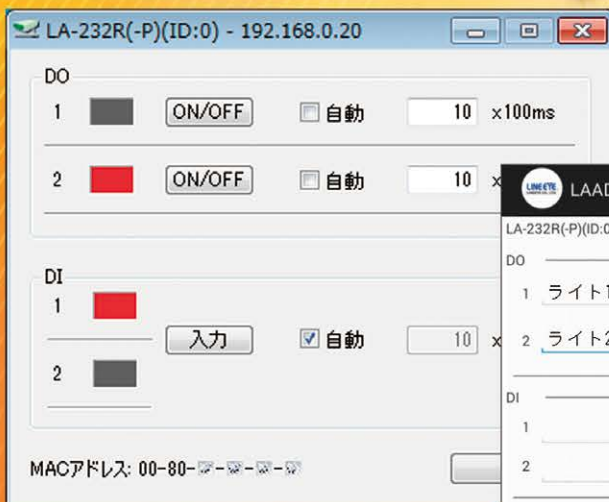 LA-232R(-P)(ID:0) - 192.168.0.20
DO
1 ON/OFF 自動 10 x100ms
2 ON/OFF 自動 10 x
DI
1
入力 自動 10 x
2
MACアドレス: 00-80-
LINEEYE LAAD
LA-232R(-P)(ID:0
DO
1 ライト1
2 ライト2
DI
1
2